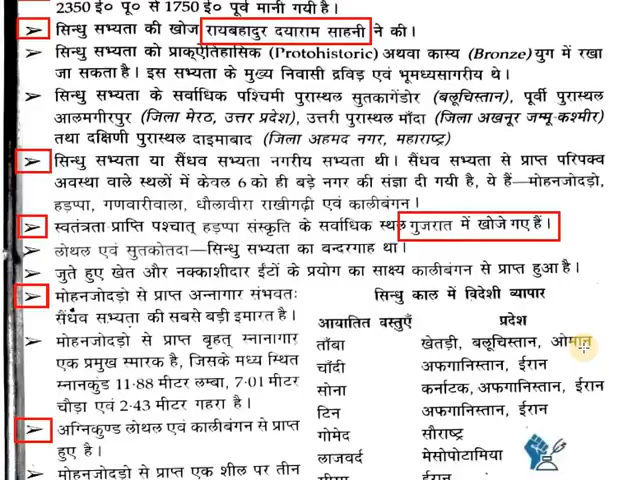 2350 ई० पू० से 1750 ई० पूर्व मानी गयी है।
सिन्धु सभ्यता की खोज रायबहादुर दयाराम साहनी ने की।
सिन्धु सभ्यता को प्राक्एेतिहासिक (Protohistoric) अथवा कास्य (Bronze) युग में रखा
जा सकता है। इस सभ्यता के मुख्य निवासी द्रविड़ एवं भूमध्यसागरीय थे।
सिन्धु सभ्यता के सर्वाधिक पश्चिमी पुरास्थल सुतकागेंडोर (बलूचिस्तान), पूर्वी पुरास्थल
आलमगीरपुर (जिला मेरठ, उत्तर प्रदेश), उत्तरी पुरास्थल माँदा (जिला अखनूर जम्मू-कश्मीर)
तथा दक्षिणी पुरास्थल दाइमाबाद (जिला अहमद नगर, महाराष्ट्र)
सिन्धु सभ्यता या सैंधव सभ्यता नगरीय सभ्यता थी। सैंधव सभ्यता से प्राप्त परिपक्व
अवस्था वाले स्थलों में केवल 6 को ही बड़े नगर की संज्ञा दी गयी है, ये हैं—मोहनजोदड़ो,
हड़प्पा, गणवारीवाला, धौलावीरा राखीगढ़ी एवं कालीबंगन।
स्वतंत्रता-प्राप्ति पश्चात् हड़प्पा संस्कृति के सर्वाधिक स्थल गुजरात में खोजे गए हैं।
लोथल एवं सुतकोतदा—सिन्धु सभ्यता का बन्दरगाह था।
जुते हुए खेत और नक्काशीदार ईंटों के प्रयोग का साक्ष्य कालीबंगन से प्राप्त हुआ है।
मोहनजोदड़ो से प्राप्त अन्नागार संभवतः
सैंधव सभ्यता की सबसे बड़ी इमारत है।
मोहनजोदड़ो से प्राप्त बृहत् स्नानागार
एक प्रमुख स्मारक है, जिसके मध्य स्थित
स्नानकुंड 11.88 मीटर लम्बा, 7.01 मीटर
चौड़ा एवं 2.43 मीटर गहरा है।
अग्निकुण्ड लोथल एवं कालीबंगन से प्राप्त
हुए है।
मोहनजोदड़ो से प्राप्त एक शील पर तीन
सिन्धु काल में विदेशी व्यापार
आयातित वस्तुएँ प्रदेश
ताँबा खेतड़ी, बलूचिस्तान, ओमान
चाँदी अफगानिस्तान, ईरान
सोना कर्नाटक, अफगानिस्तान, ईरान
टिन अफगानिस्तान, ईरान
गोमेद सौराष्ट्र
लाजवर्द मेसोपोटामिया
सीसा ईरान